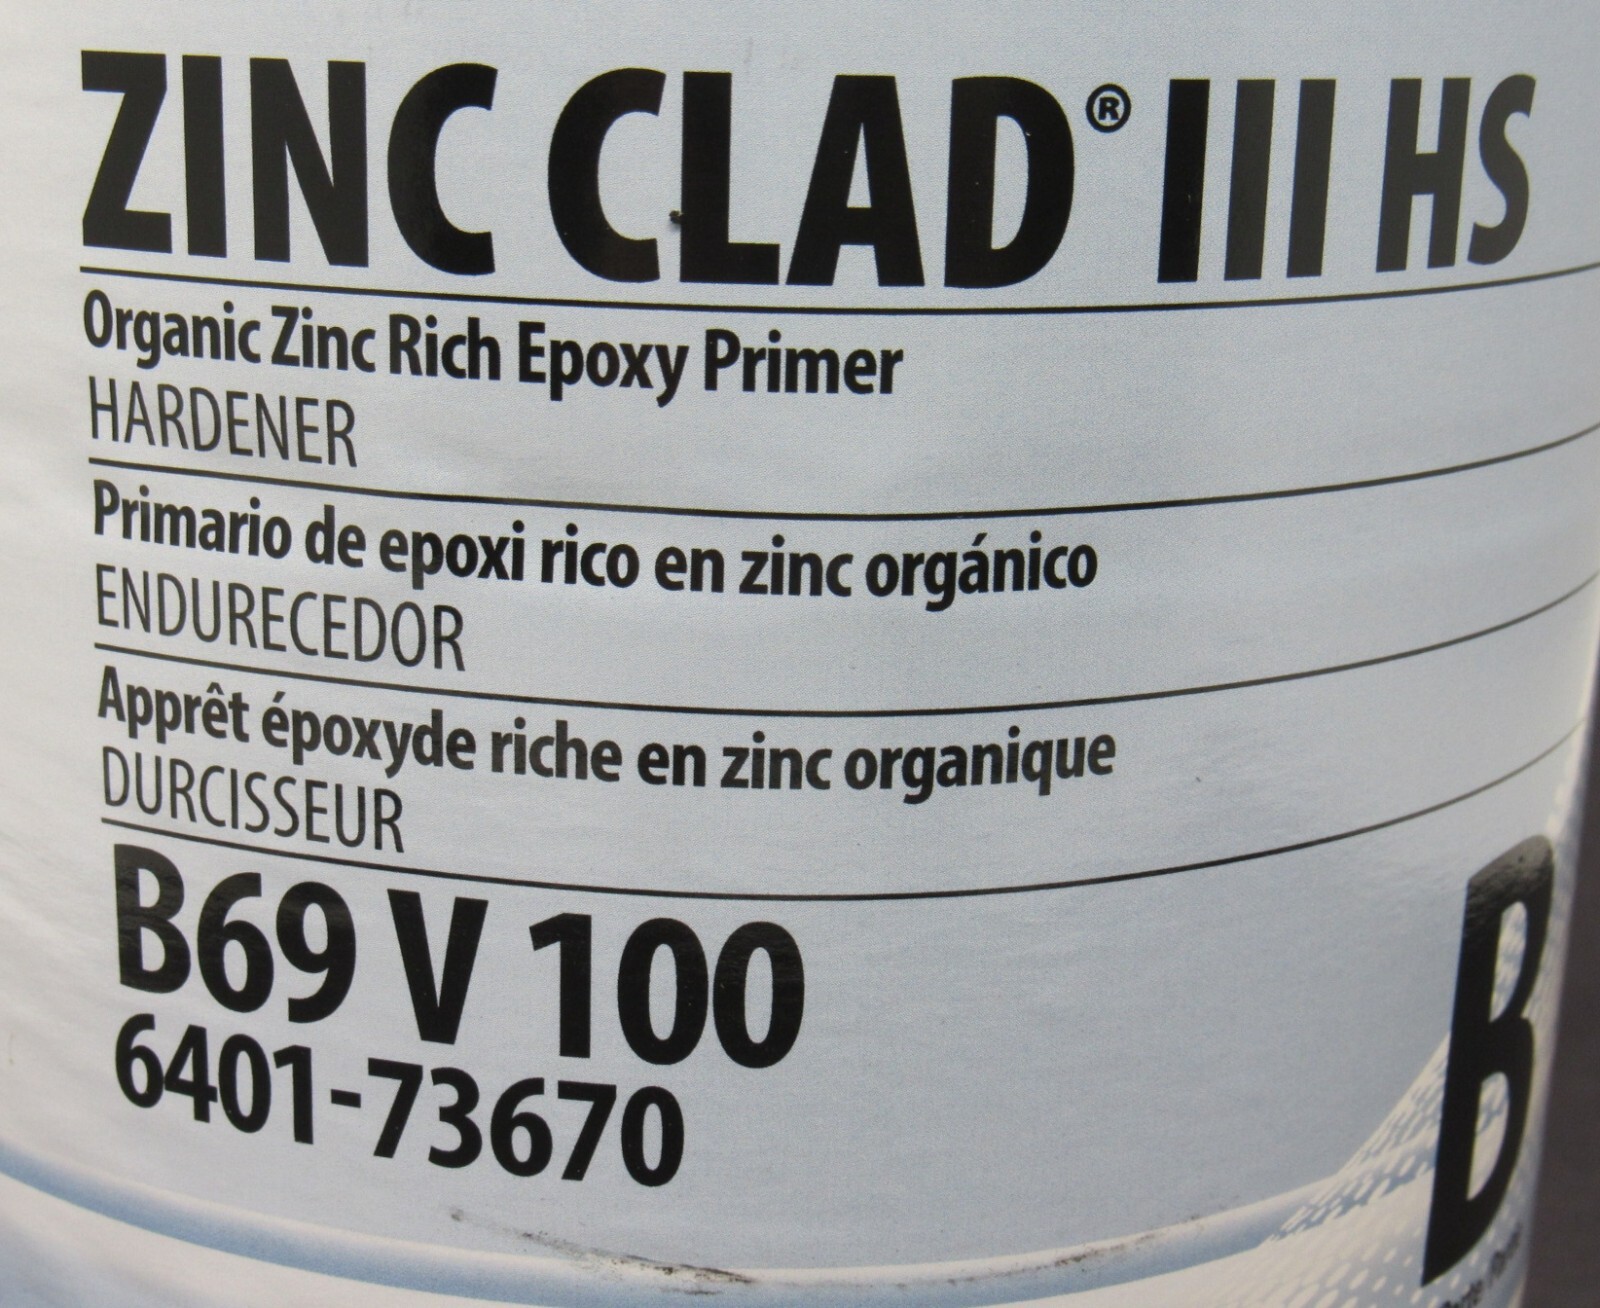 ZINC CLAD® III HS
Organic Zinc Rich Epoxy Primer
HARDENER
Primario de epoxi rico en zinc orgánico
ENDURECEDOR
Apprêt époxyde riche en zinc organique
DURCISSEUR
B69 V 100
6401-73670
B